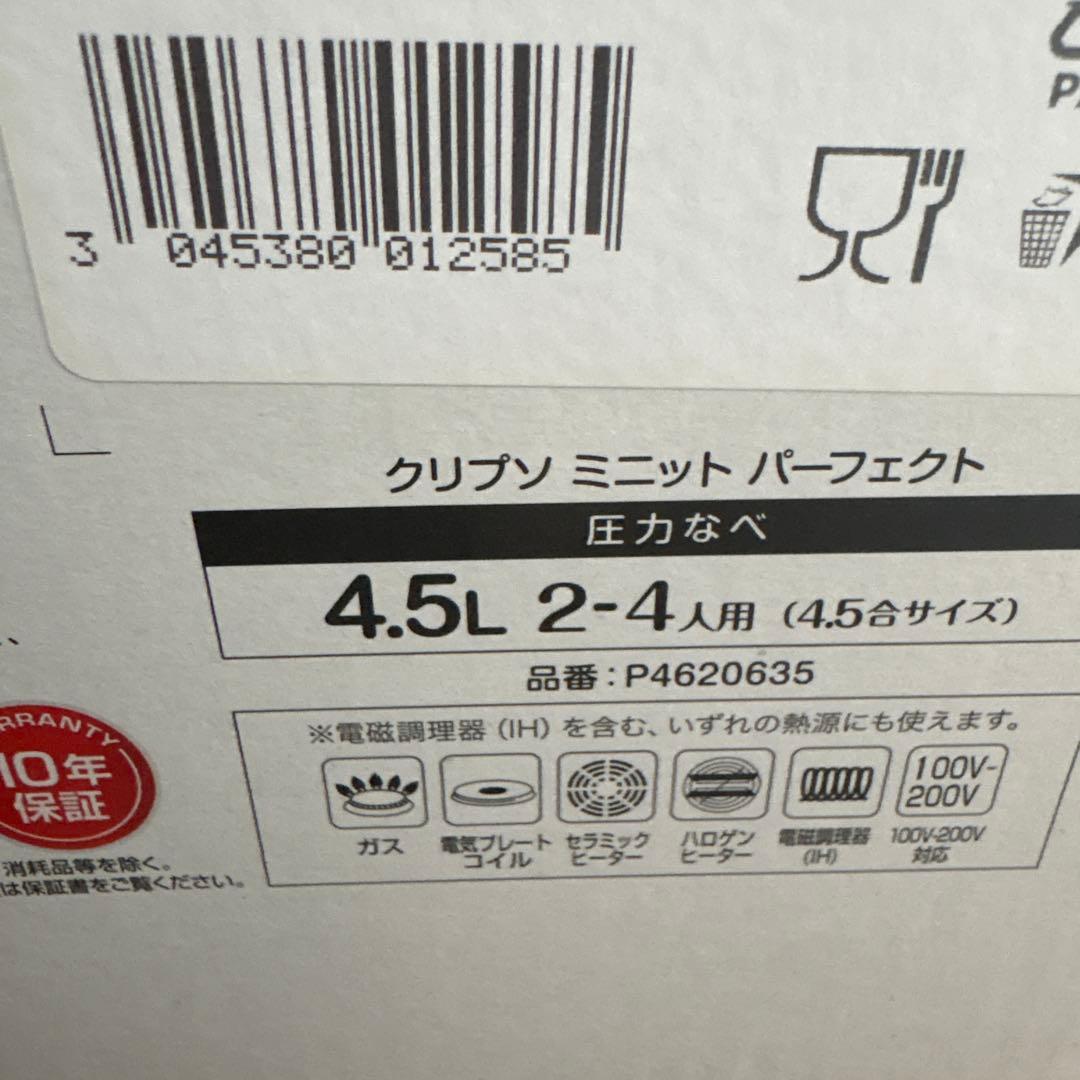 3 045380 012585
クリプソ ミニット パーフェクト
圧力なべ
4.5L 2-4人用 (4.5合サイズ)
品番:P4620635
※電磁調理器(IH)を含む、いずれの熱源にも使えます。
100V-
200V
ガス
電気プレート
コイル
セラミック
ヒーター
ハロゲン
ヒーター
電磁調理器
(IH)
100V-200V
対応
10年
保証
消耗品等を除く。
は保証書をご覧ください。